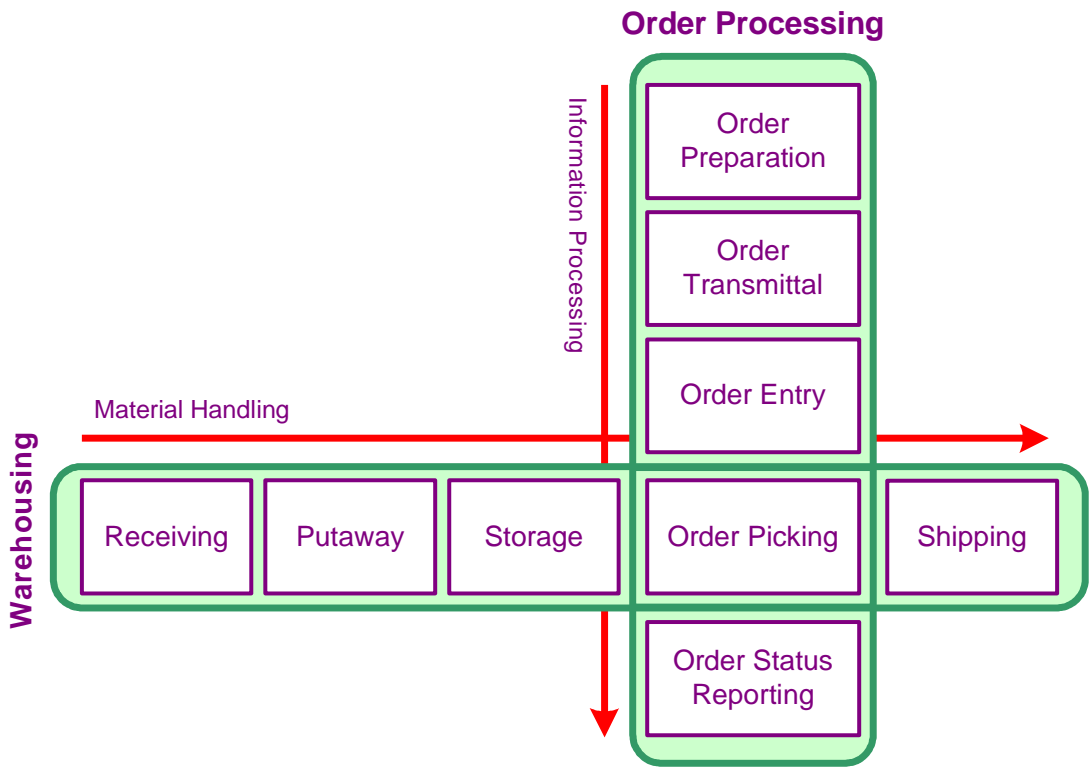 Order Processing
Information Processing
Order
Preparation
Order
Transmittal
Order Entry
Material Handling
Warehousing
Receiving
Putaway
Storage
Order Picking
Shipping
Order Status
Reporting